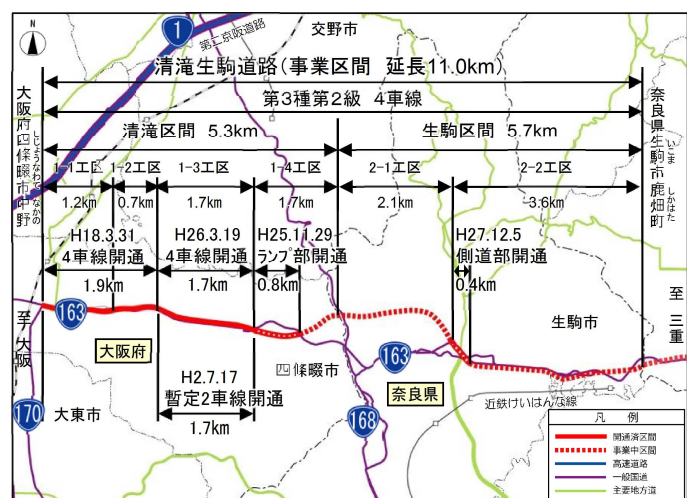 N
1
第二京阪道路
交野市
清滝生駒道路(事業区間 延長11.0km)
第3種第2級 4車線
大阪府四條畷市中野
しじょうなわて なかの
奈良県生駒市鹿畑町
いこま しかはた
清滝区間 5.3km
生駒区間 5.7km
1-1工区
1-2工区
1-3工区
1-4工区
2-1工区
2-2工区
1.2km
0.7km
1.7km
1.7km
2.1km
3.6km
H18.3.31
4車線開通
1.9km
H26.3.19
4車線開通
1.7km
H25.11.29
ランプ部開通
0.8km
H27.12.5
側道部開通
0.4km
163
至 大阪
大阪府
H2.7.17
暫定2車線開通
1.7km
四條畷市
163
奈良県
生駒市
至 三重
170
大東市
168
近鉄けいはんな線
凡 例
開通済区間
事業中区間
高速道路
一般国道
主要地方道